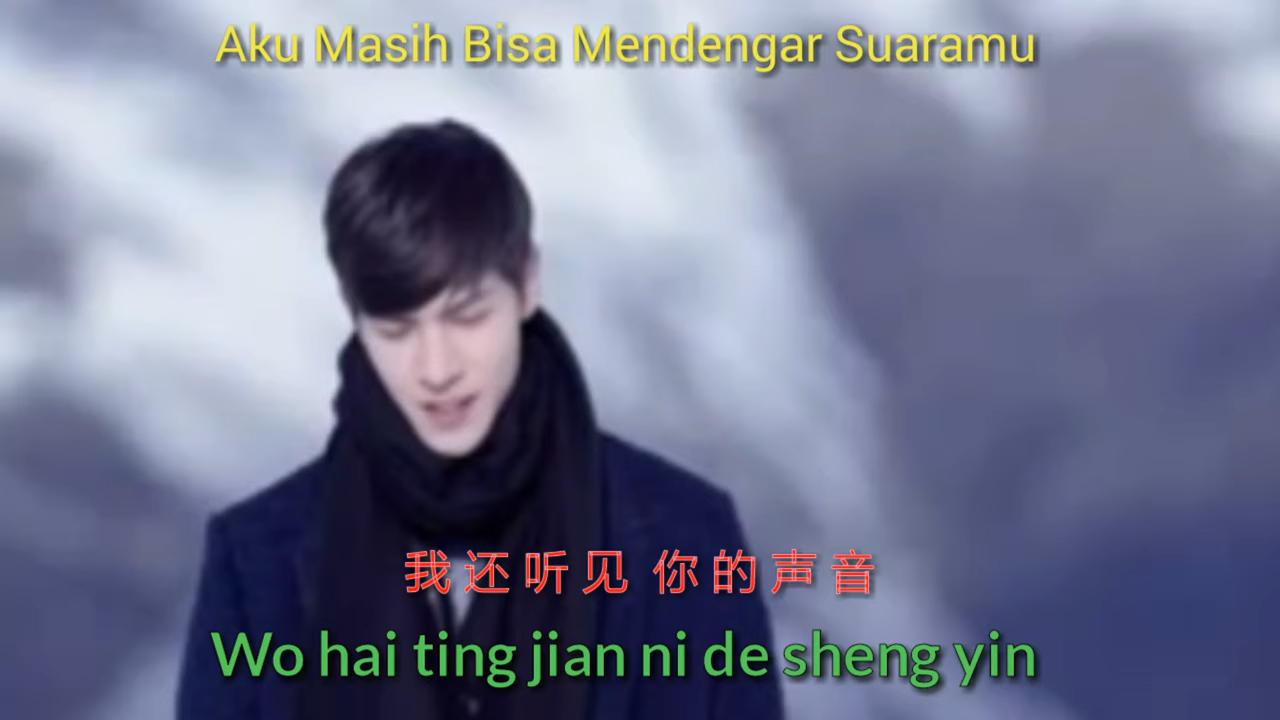 Aku Masih Bisa Mendengar Suaramu
我还听见 你的声音
Wo hai ting jian ni de sheng yin